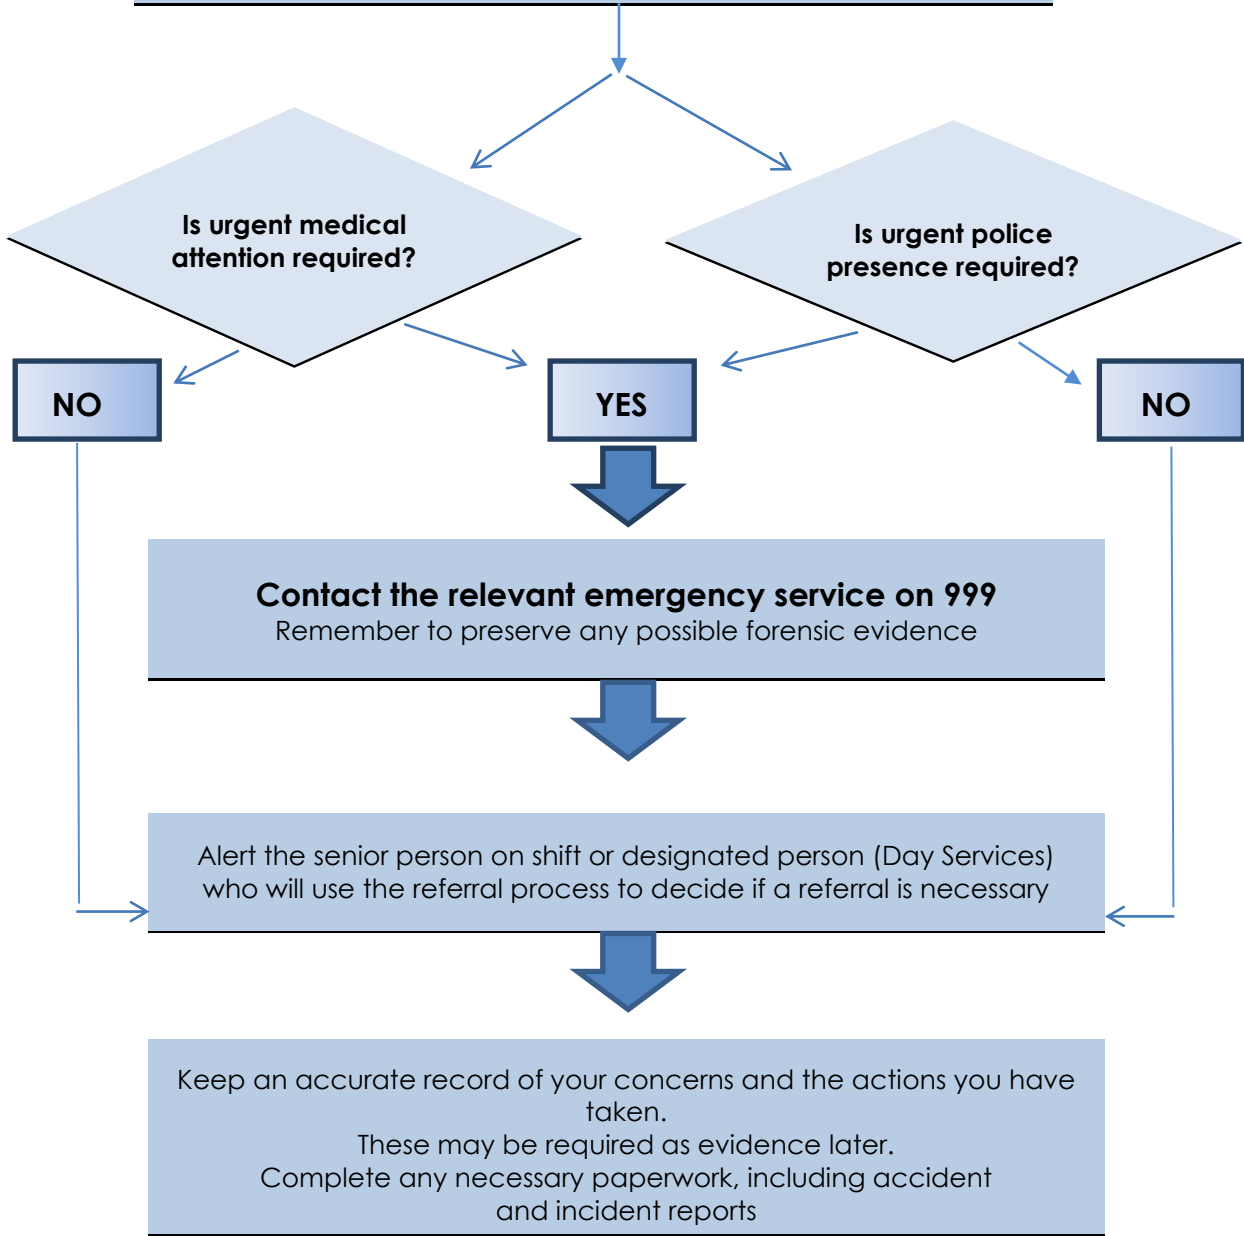 Is urgent medical
attention required?
Is urgent police
presence required?
NO
YES
NO
Contact the relevant emergency service on 999
Remember to preserve any possible forensic evidence
Alert the senior person on shift or designated person (Day Services)
who will use the referral process to decide if a referral is necessary
Keep an accurate record of your concerns and the actions you have
taken.
These may be required as evidence later.
Complete any necessary paperwork, including accident
and incident reports